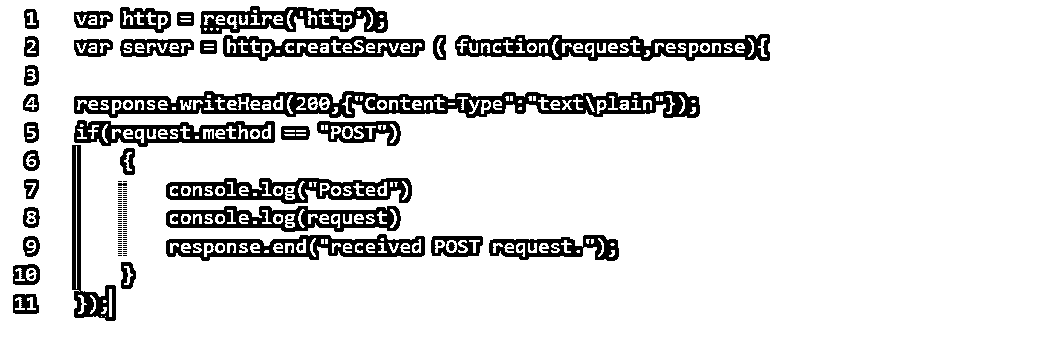 1 var http = require('http');
2 var server = http.createServer ( function(request,response){
3
4 response.writeHead(200,{"Content-Type":"text\plain"});
5 if(request.method == "POST")
6 {
7 console.log("Posted")
8 console.log(request)
9 response.end("received POST request.");
10 }
11 });